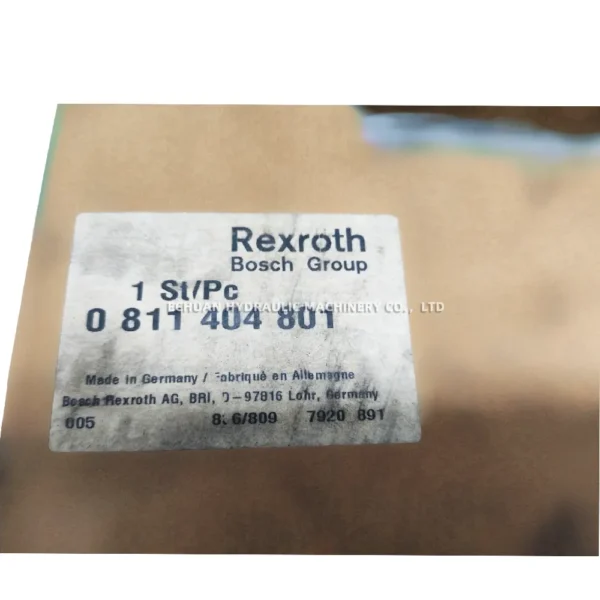 Rexroth
Bosch Group
1 St/Pc
BEHUAN HYDRAULIC MACHINERY CO., LTD
0 811 404 801
Made in Germany / Fabriqué en Allemagne
Bosch Rexroth AG, BRI, D-97816 Lohr, Germany
005 7920 891